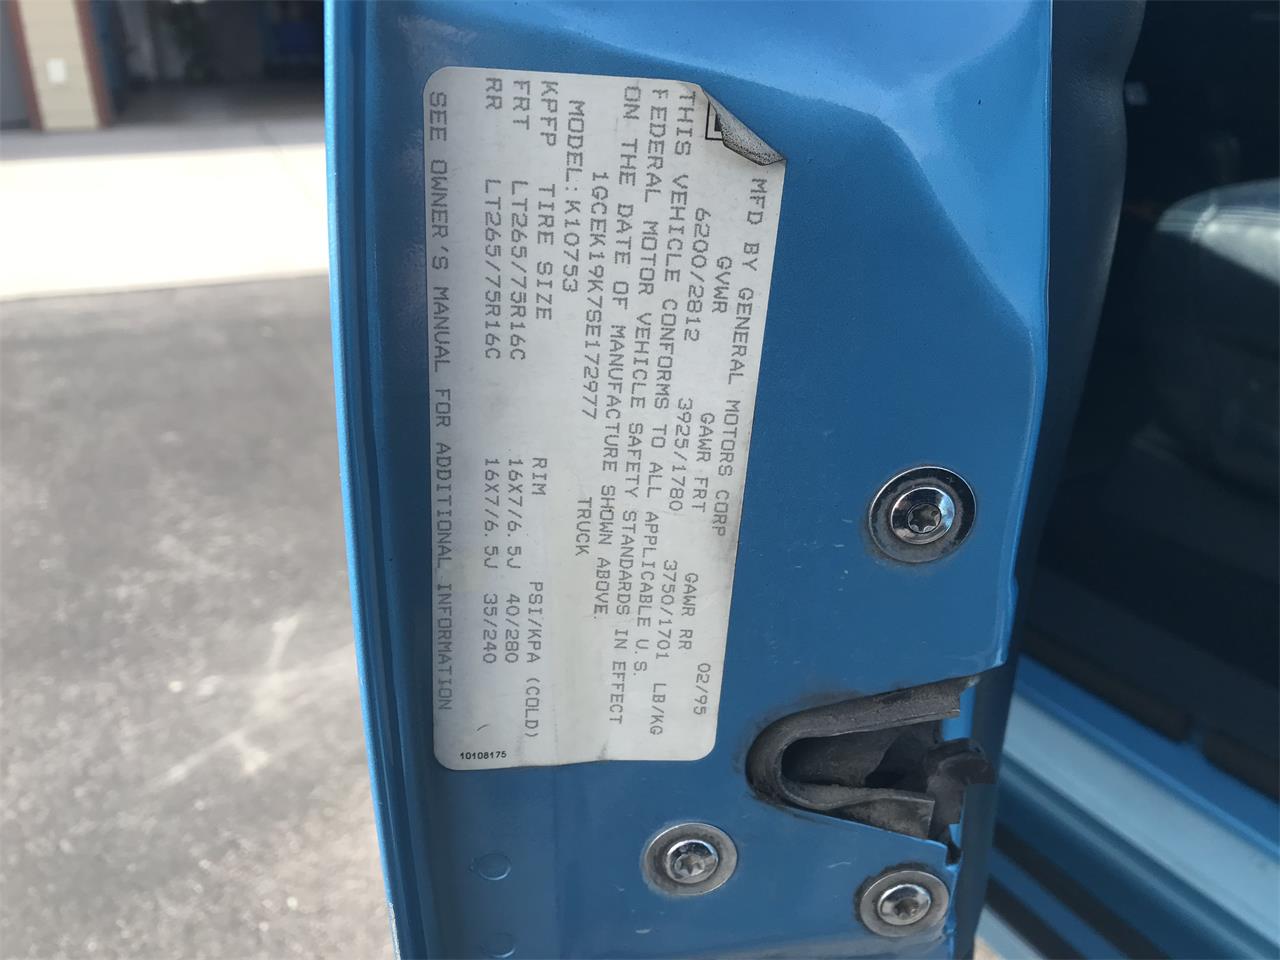 MFD BY GENERAL MOTORS CORP 02/95
GVWR GAWR FRT GAWR RR
6200/2812 3925/1780 3750/1701 LB/KG
THIS VEHICLE CONFORMS TO ALL APPLICABLE U.S.
FEDERAL MOTOR VEHICLE SAFETY STANDARDS IN EFFECT
ON THE DATE OF MANUFACTURE SHOWN ABOVE.
1GCEK19K7SE172977 TRUCK
MODEL:K10753
KPFP TIRE SIZE RIM PSI/KPA (COLD)
FRT LT265/75R16C 16X7/6.5J 40/280
RR LT265/75R16C 16X7/6.5J 35/240
SEE OWNER'S MANUAL FOR ADDITIONAL INFORMATION
10108175